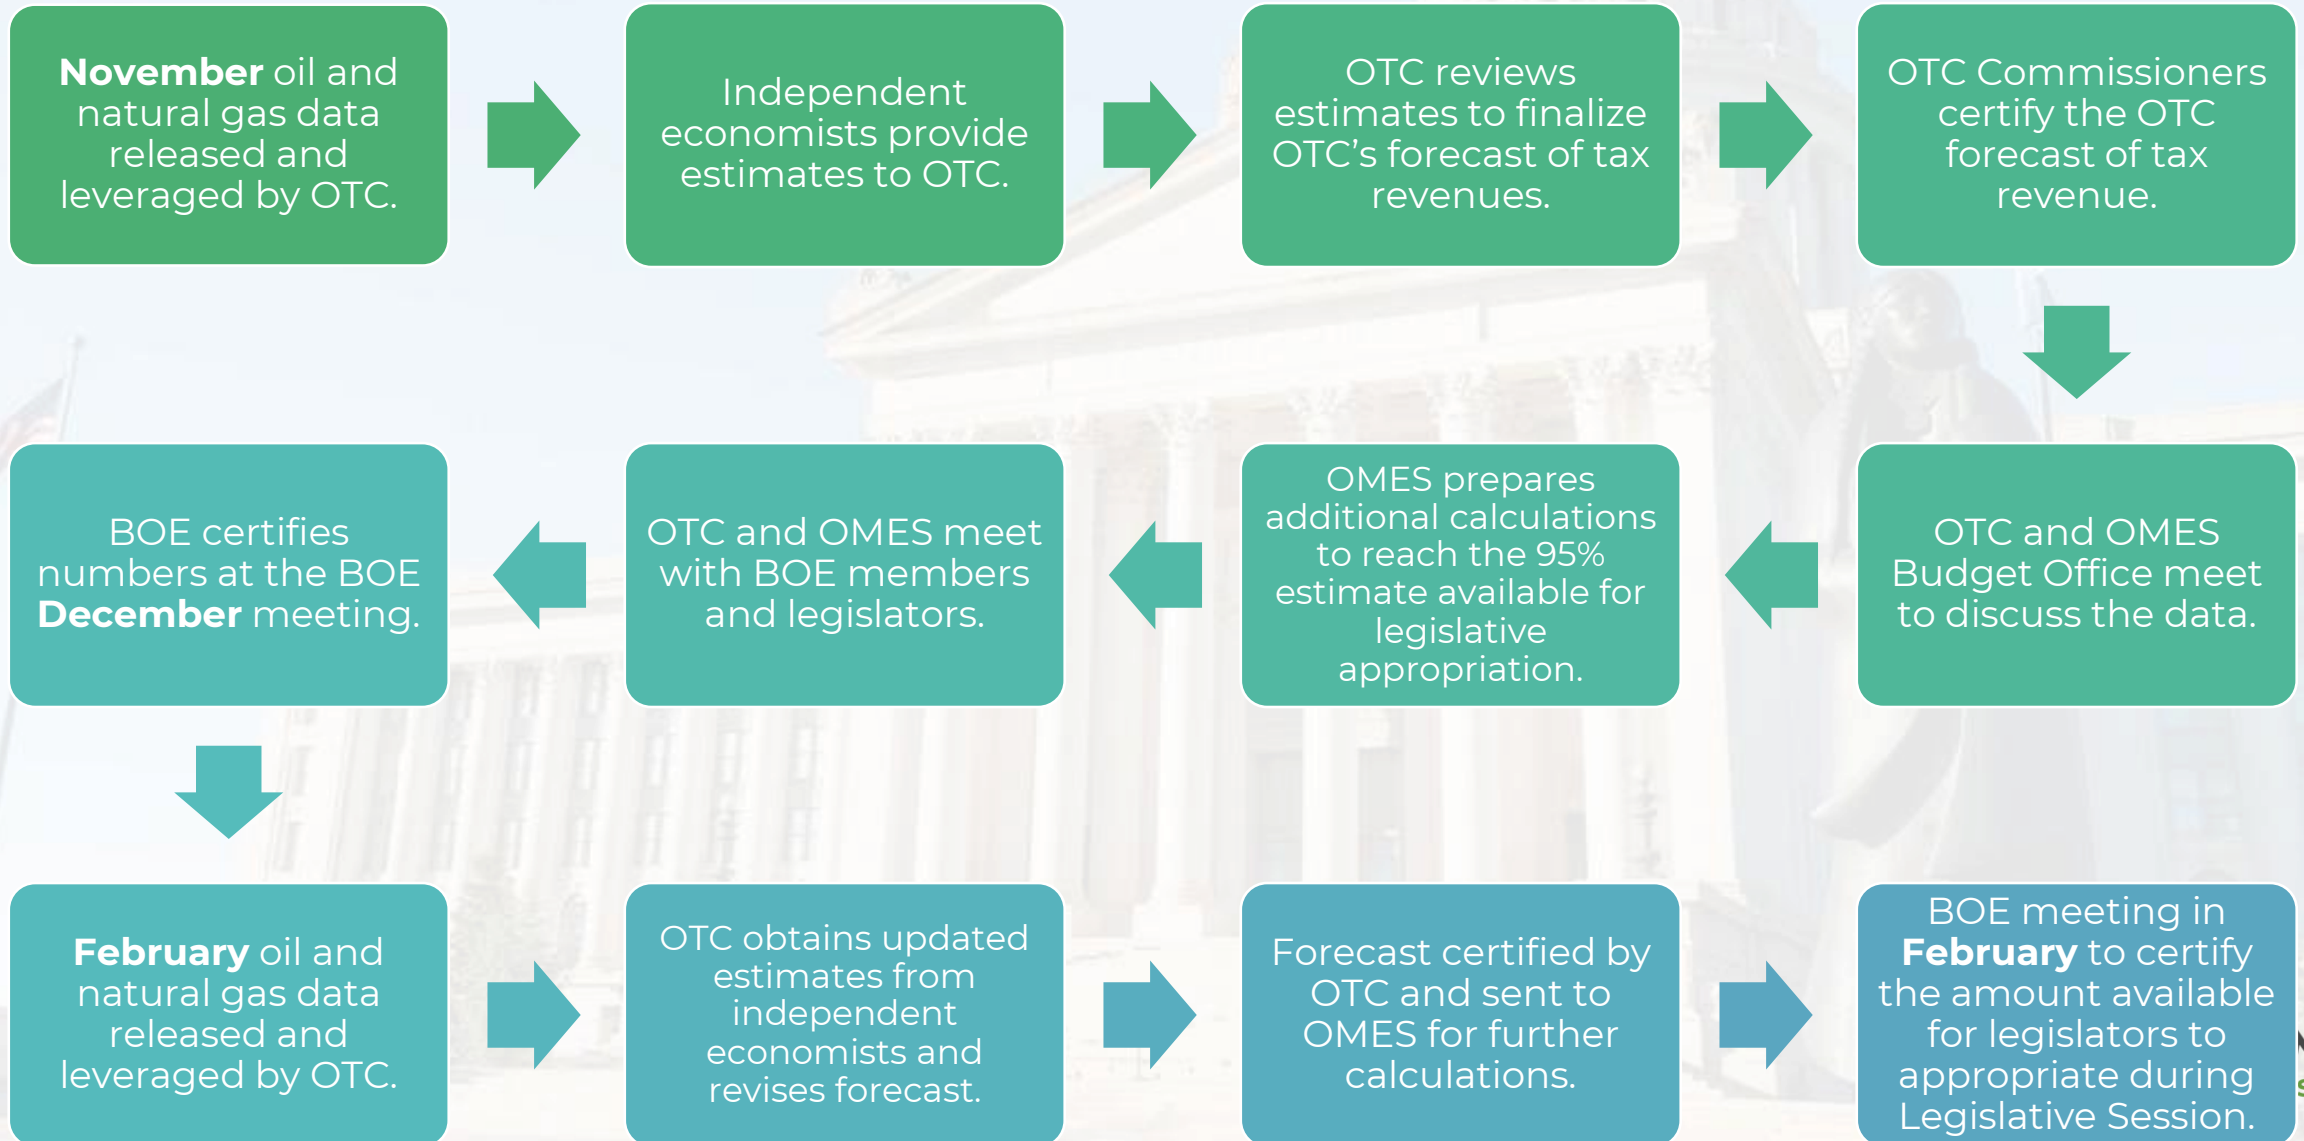 November oil and
natural gas data
released and
leveraged by OTC.
Independent
economists provide
estimates to OTC.
OTC reviews
estimates to finalize
OTC’s forecast of tax
revenues.
OTC Commissioners
certify the OTC
forecast of tax
revenue.
OTC and OMES
Budget Office meet
to discuss the data.
OMES prepares
additional calculations
to reach the 95%
estimate available for
legislative
appropriation.
OTC and OMES meet
with BOE members
and legislators.
BOE certifies
numbers at the BOE
December meeting.
February oil and
natural gas data
released and
leveraged by OTC.
OTC obtains updated
estimates from
independent
economists and
revises forecast.
Forecast certified by
OTC and sent to
OMES for further
calculations.
BOE meeting in
February to certify
the amount available
for legislators to
appropriate during
Legislative Session.